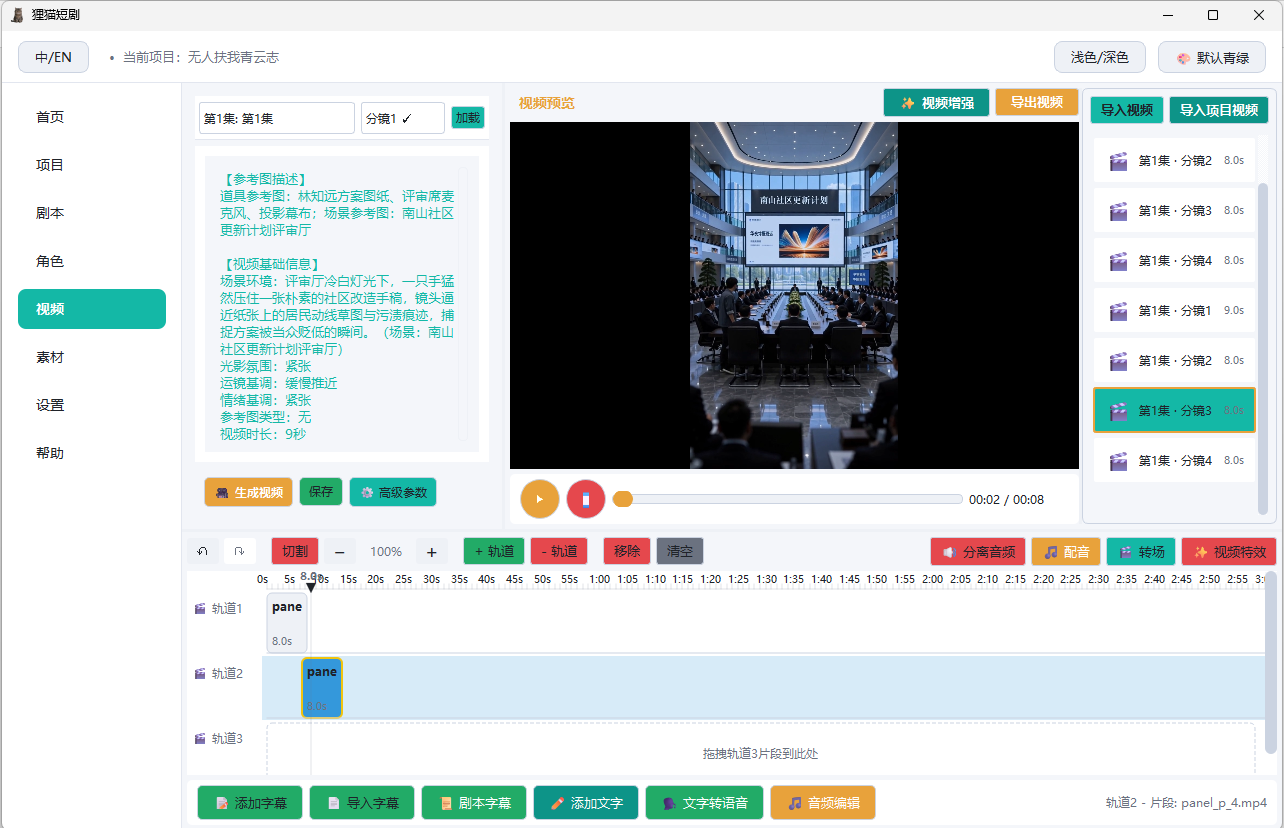 狸猫短剧
中/EN
• 当前项目：无人扶我青云志
浅色/深色
默认青绿
首页
项目
剧本
角色
视频
素材
设置
帮助
第1集: 第1集
分镜1 ✓
加载
【参考图描述】
道具参考图：林知远方案图纸、评审席麦
克风、投影幕布；场景参考图：南山社区
更新计划评审厅
【视频基础信息】
场景环境：评审厅冷白灯光下，一只手猛
然压住一张朴素的社区改造手稿，镜头逼
近纸张上的居民动线草图与污渍痕迹，捕
捉方案被当众贬低的瞬间。（场景：南山
社区更新计划评审厅）
光影氛围：紧张
运镜基调：缓慢推近
情绪基调：紧张
参考图类型：无
视频时长：9秒
生成视频
保存
高级参数
视频预览
视频增强
导出视频
南山社区更新计划
00:02 / 00:08
导入视频
导入项目视频
第1集 · 分镜2 8.0s
第1集 · 分镜3 8.0s
第1集 · 分镜4 8.0s
第1集 · 分镜1 9.0s
第1集 · 分镜2 8.0s
第1集 · 分镜3 8.0s
第1集 · 分镜4 8.0s
切割
− 100% +
+ 轨道
- 轨道
移除
清空
分离音频
配音
转场
视频特效
8.0s
0s 5s 10s 15s 20s 25s 30s 35s 40s 45s 50s 55s 1:00 1:05 1:10 1:15 1:20 1:25 1:30 1:35 1:40 1:45 1:50 1:55 2:00 2:05 2:10 2:15 2:20 2:25 2:30 2:35 2:40 2:45 2:50 2:55
轨道1
pane
8.0s
轨道2
pane
8.0s
轨道3
拖拽轨道3片段到此处
添加字幕
导入字幕
剧本字幕
添加文字
文字转语音
音频编辑
轨道2 - 片段: panel_p_4.mp4